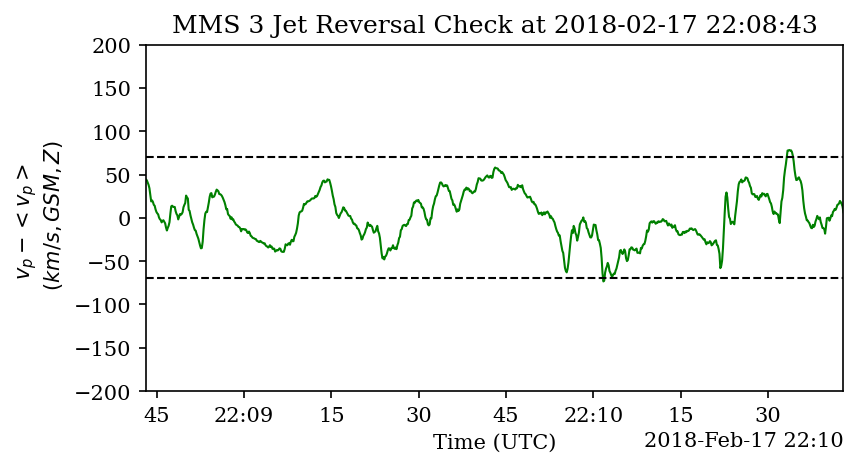 MMS 3 Jet Reversal Check at 2018-02-17 22:08:43
v_p − < v_p >
(km/s, GSM, Z)
200
150
100
50
0
−50
−100
−150
−200
45 22:09 15 30 45 22:10 15 30
Time (UTC)
2018-Feb-17 22:10